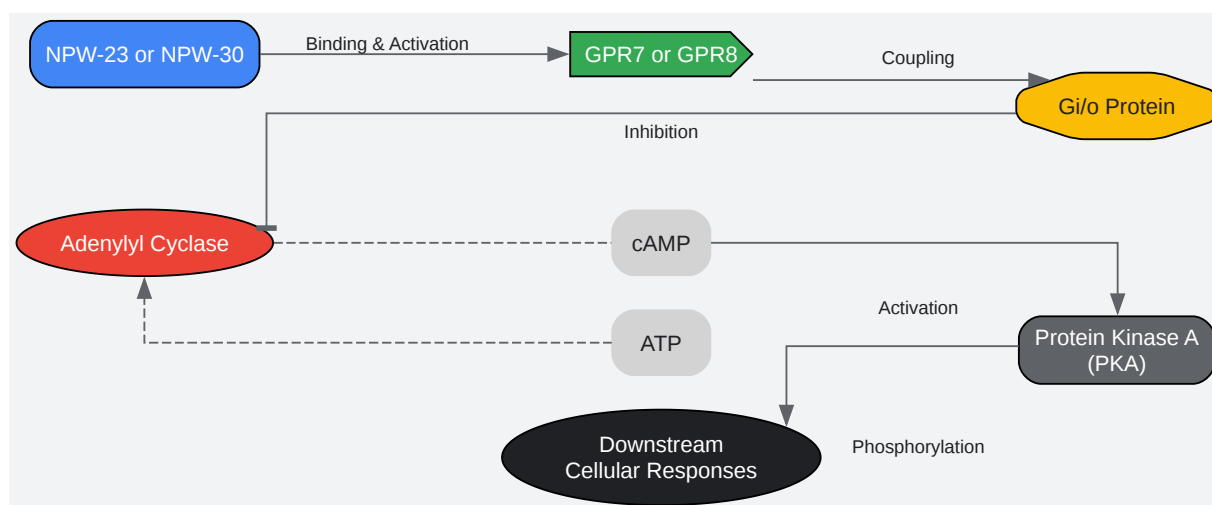 NPW-23 or NPW-30
Binding & Activation
GPR7 or GPR8
Coupling
Gi/o Protein
Inhibition
Adenylyl Cyclase
cAMP
Activation
ATP
Protein Kinase A
(PKA)
Downstream
Cellular Responses
Phosphorylation